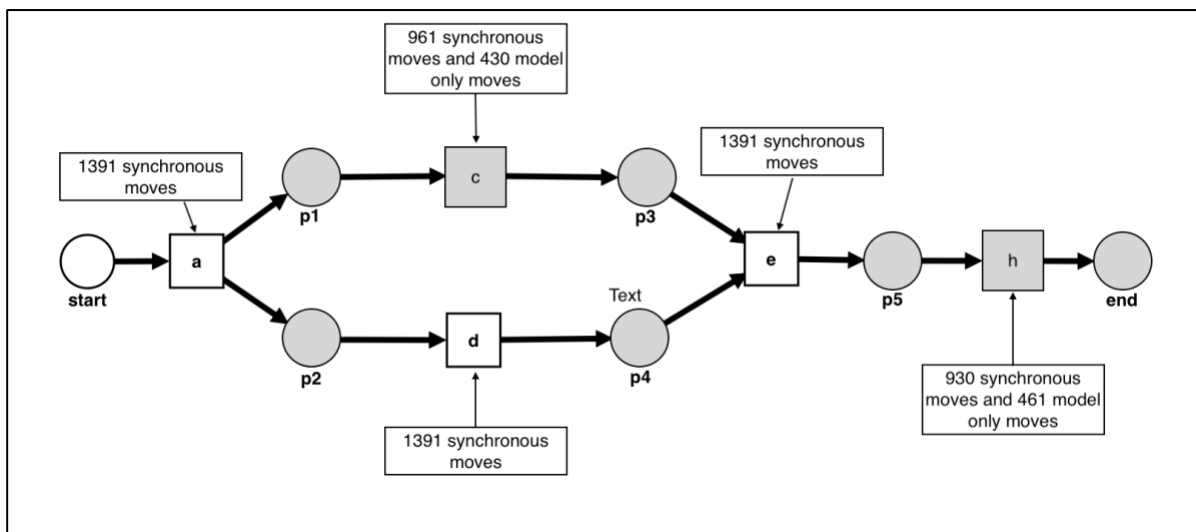 961 synchronous
moves and 430 model
only moves
1391 synchronous
moves
1391 synchronous
moves
c
p1
p3
a
e
h
start
p5
end
Text
d
p2
p4
930 synchronous
moves and 461 model
only moves
1391 synchronous
moves